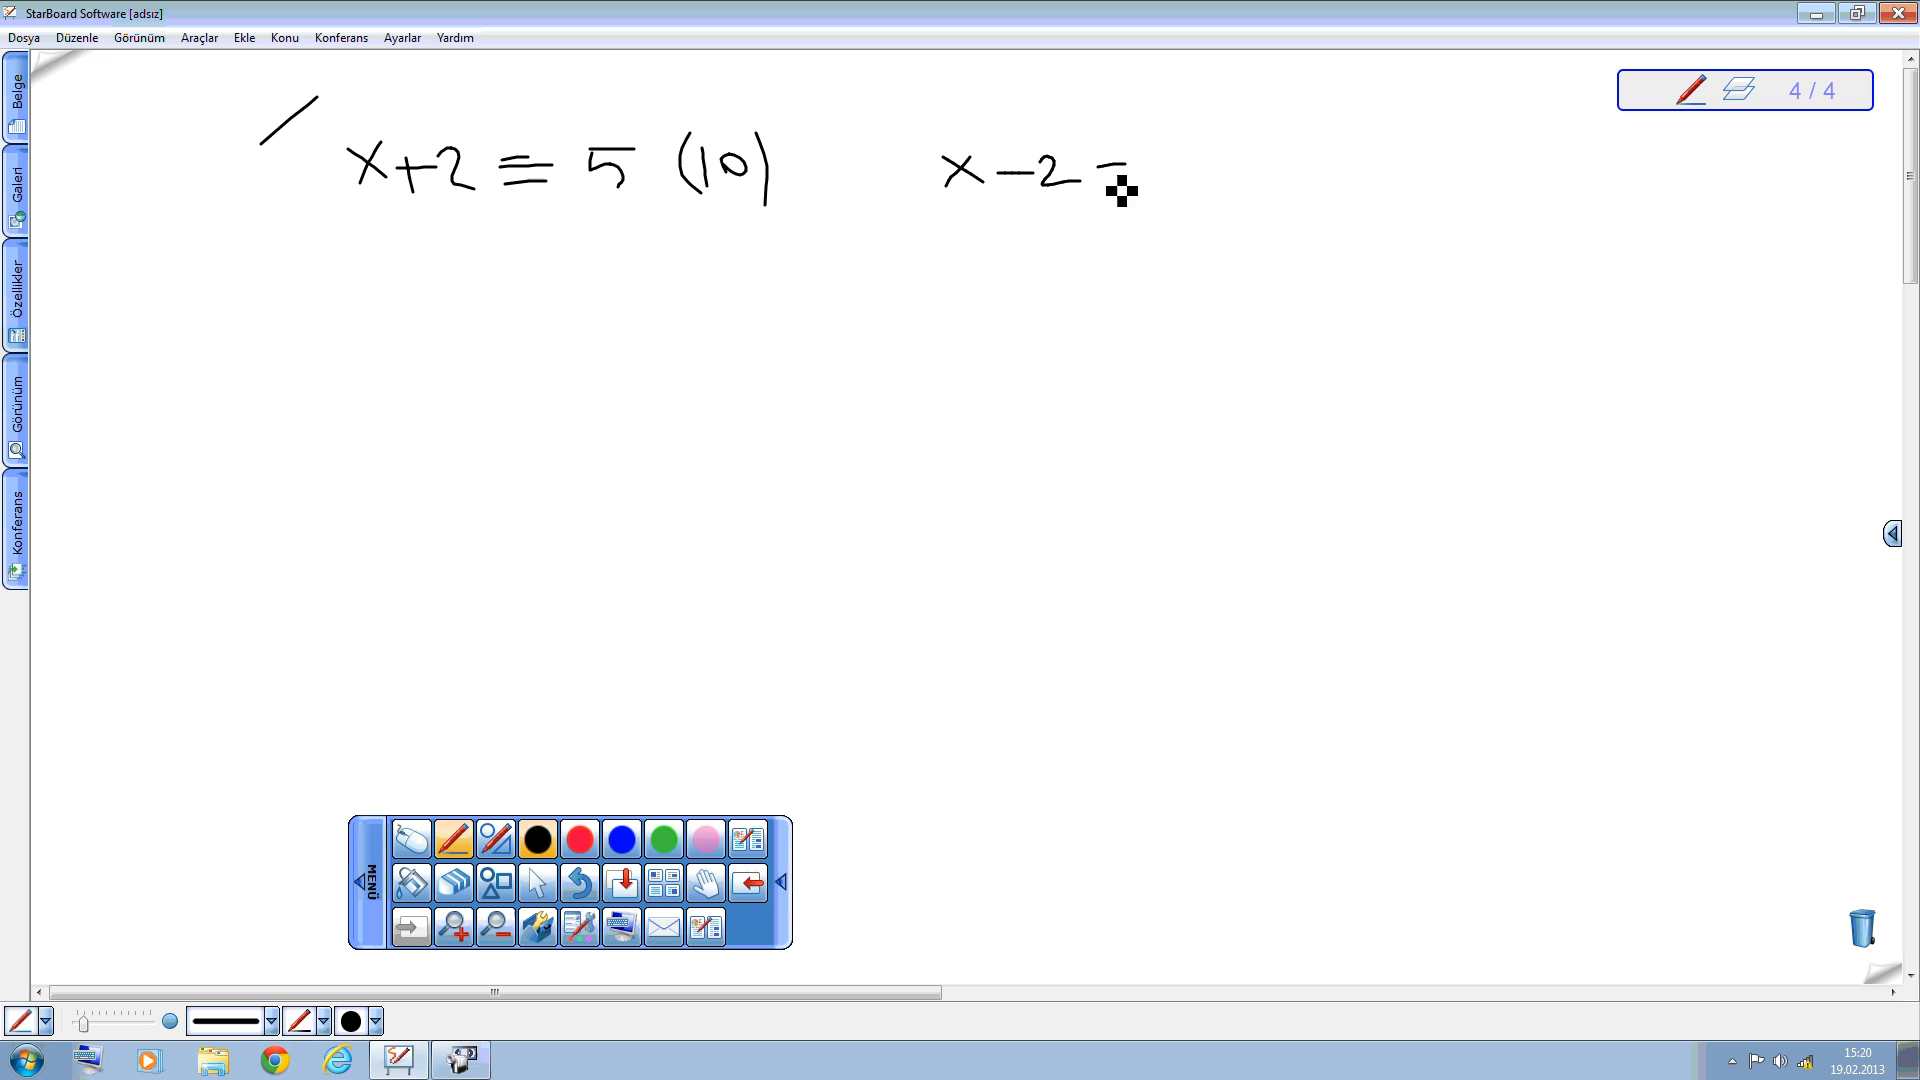 StarBoard Software [adsız]
Dosya Düzenle Görünüm Araçlar Ekle Konu Konferans Ayarlar Yardım
Belge
Galeri
Özellikler
Görünüm
Konferans
4 / 4
x+2 ≡ 5 (10) x-2
MENÜ
15:20
19.02.2013